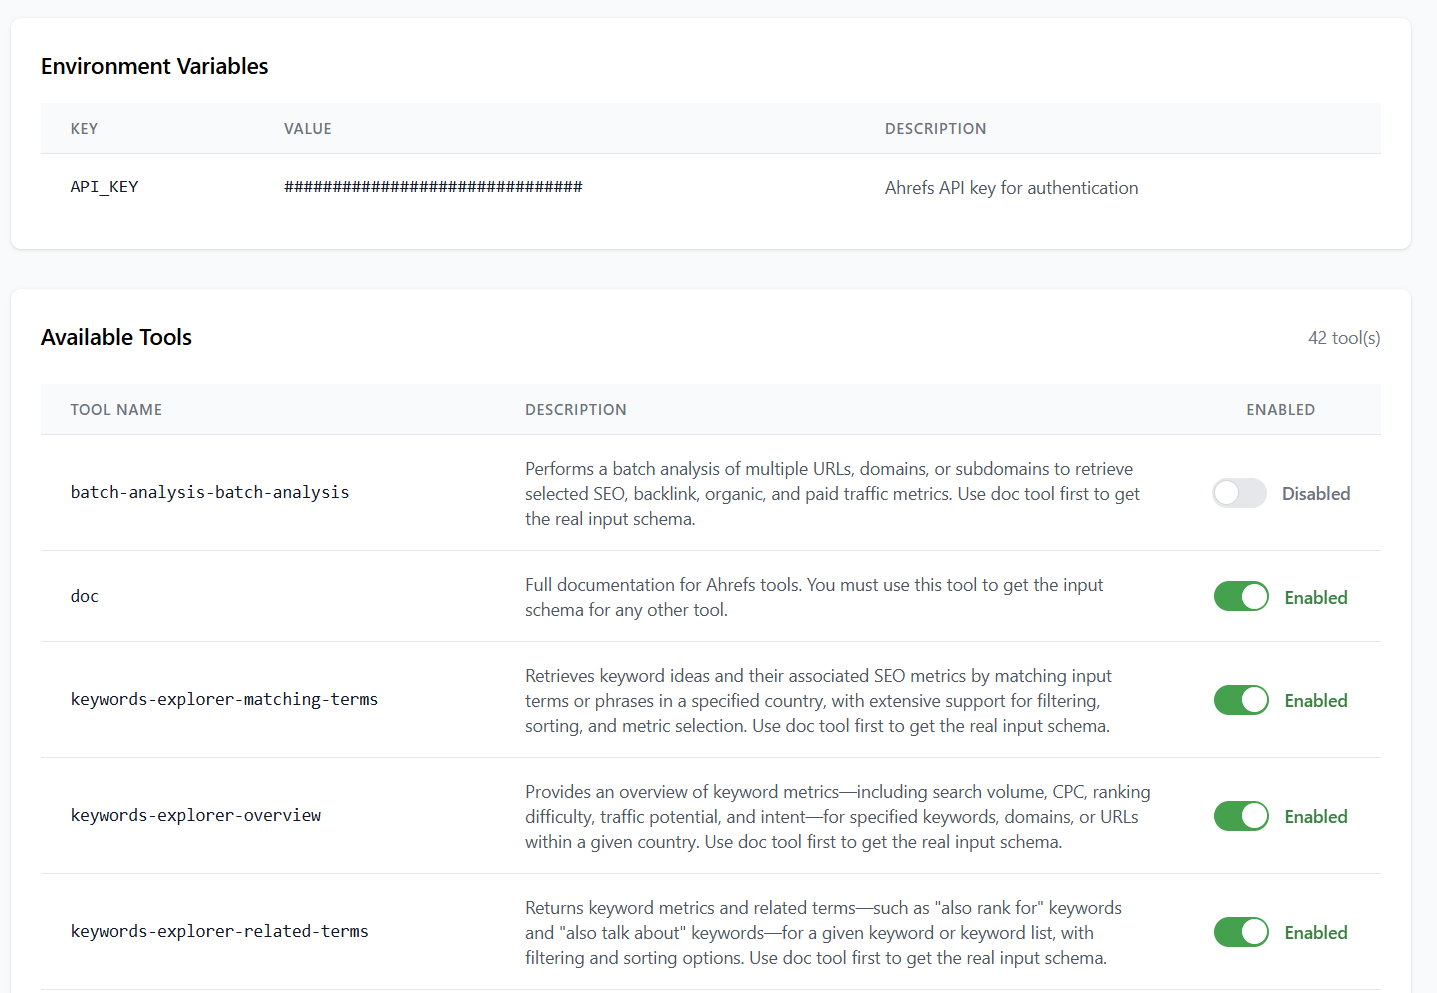 Environment Variables
KEY VALUE DESCRIPTION
API_KEY ############################### Ahrefs API key for authentication
Available Tools 42 tool(s)
TOOL NAME DESCRIPTION ENABLED
batch-analysis-batch-analysis
Performs a batch analysis of multiple URLs, domains, or subdomains to retrieve
selected SEO, backlink, organic, and paid traffic metrics. Use doc tool first to get
the real input schema.
Disabled
doc
Full documentation for Ahrefs tools. You must use this tool to get the input
schema for any other tool.
Enabled
keywords-explorer-matching-terms
Retrieves keyword ideas and their associated SEO metrics by matching input
terms or phrases in a specified country, with extensive support for filtering,
sorting, and metric selection. Use doc tool first to get the real input schema.
Enabled
keywords-explorer-overview
Provides an overview of keyword metrics—including search volume, CPC, ranking
difficulty, traffic potential, and intent—for specified keywords, domains, or URLs
within a given country. Use doc tool first to get the real input schema.
Enabled
keywords-explorer-related-terms
Returns keyword metrics and related terms—such as "also rank for" keywords
and "also talk about" keywords—for a given keyword or keyword list, with
filtering and sorting options. Use doc tool first to get the real input schema.
Enabled